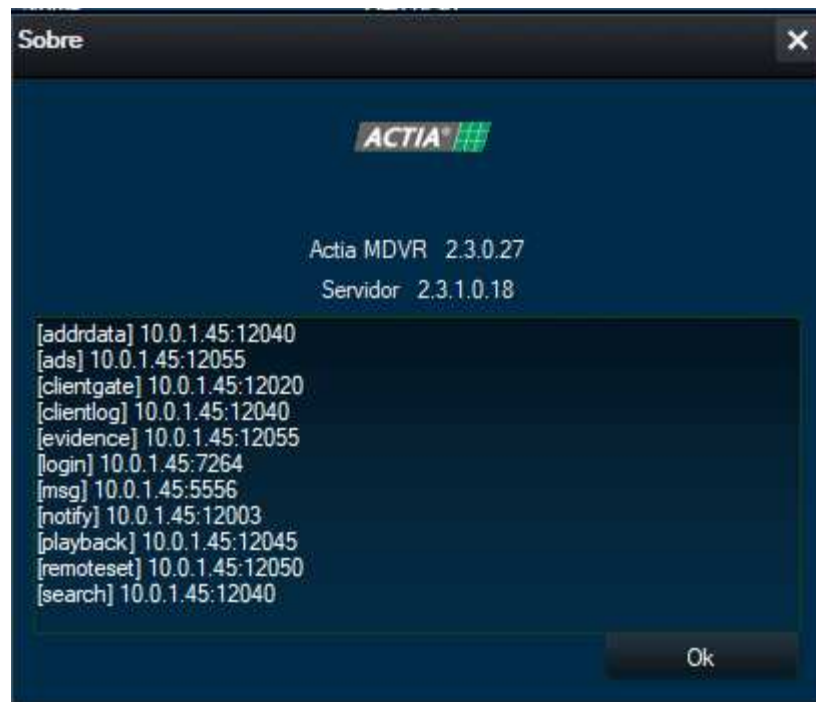 Sobre
ACTIA®
Actia MDVR 2.3.0.27
Servidor 2.3.1.0.18
[addrdata] 10.0.1.45:12040
[ads] 10.0.1.45:12055
[clientgate] 10.0.1.45:12020
[clientlog] 10.0.1.45:12040
[evidence] 10.0.1.45:12055
[login] 10.0.1.45:7264
[msg] 10.0.1.45:5556
[notify] 10.0.1.45:12003
[playback] 10.0.1.45:12045
[remoteset] 10.0.1.45:12050
[search] 10.0.1.45:12040
Ok